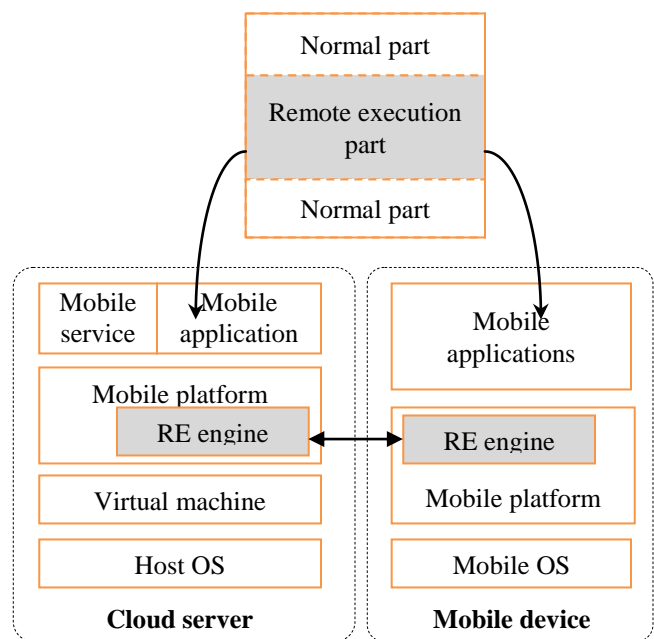 Normal part
Remote execution
part
Normal part
Mobile
service
Mobile
application
Mobile platform
RE engine
Virtual machine
Host OS
Cloud server
Mobile
applications
RE engine
Mobile platform
Mobile OS
Mobile device